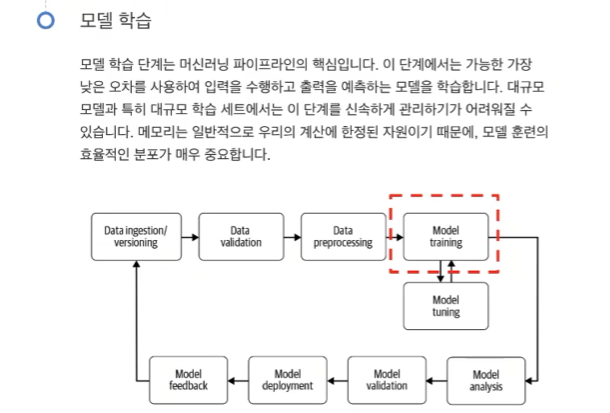 모델 학습
모델 학습 단계는 머신러닝 파이프라인의 핵심입니다. 이 단계에서는 가능한 가장
낮은 오차를 사용하여 입력을 수행하고 출력을 예측하는 모델을 학습합니다. 대규모
모델과 특히 대규모 학습 세트에서는 이 단계를 신속하게 관리하기가 어려워질 수
있습니다. 메모리는 일반적으로 우리의 계산에 한정된 자원이기 때문에, 모델 훈련의
효율적인 분포가 매우 중요합니다.
Data ingestion/
versioning
Data
validation
Data
preprocessing
Model
training
Model
tuning
Model
feedback
Model
deployment
Model
validation
Model
analysis